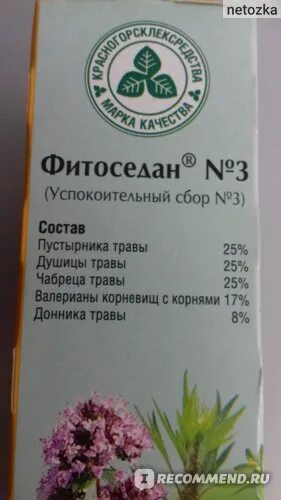 netozka
КРАСНОГОРСКЛЕКСРЕДСТВА
МАРКА КАЧЕСТВА
Фитоседан® №3
(Успокоительный сбор №3)
Состав
Пустырника травы 25%
Душицы травы 25%
Чабреца травы 25%
Валерианы корневищ с корнями 17%
Донника травы 8%
IRECOMMEND.RU